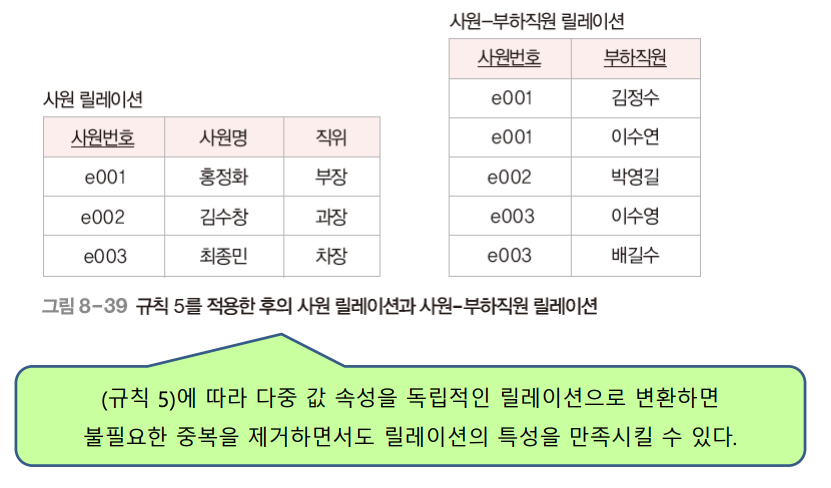 사원-부하직원 릴레이션
사원번호 부하직원
e001 김정수
e001 이수연
e002 박영길
e003 이수영
e003 배길수
사원 릴레이션
사원번호 사원명 직위
e001 홍정화 부장
e002 김수창 과장
e003 최종민 차장
그림 8-39 규칙 5를 적용한 후의 사원 릴레이션과 사원-부하직원 릴레이션
(규칙 5)에 따라 다중 값 속성을 독립적인 릴레이션으로 변환하면
불필요한 중복을 제거하면서도 릴레이션의 특성을 만족시킬 수 있다.